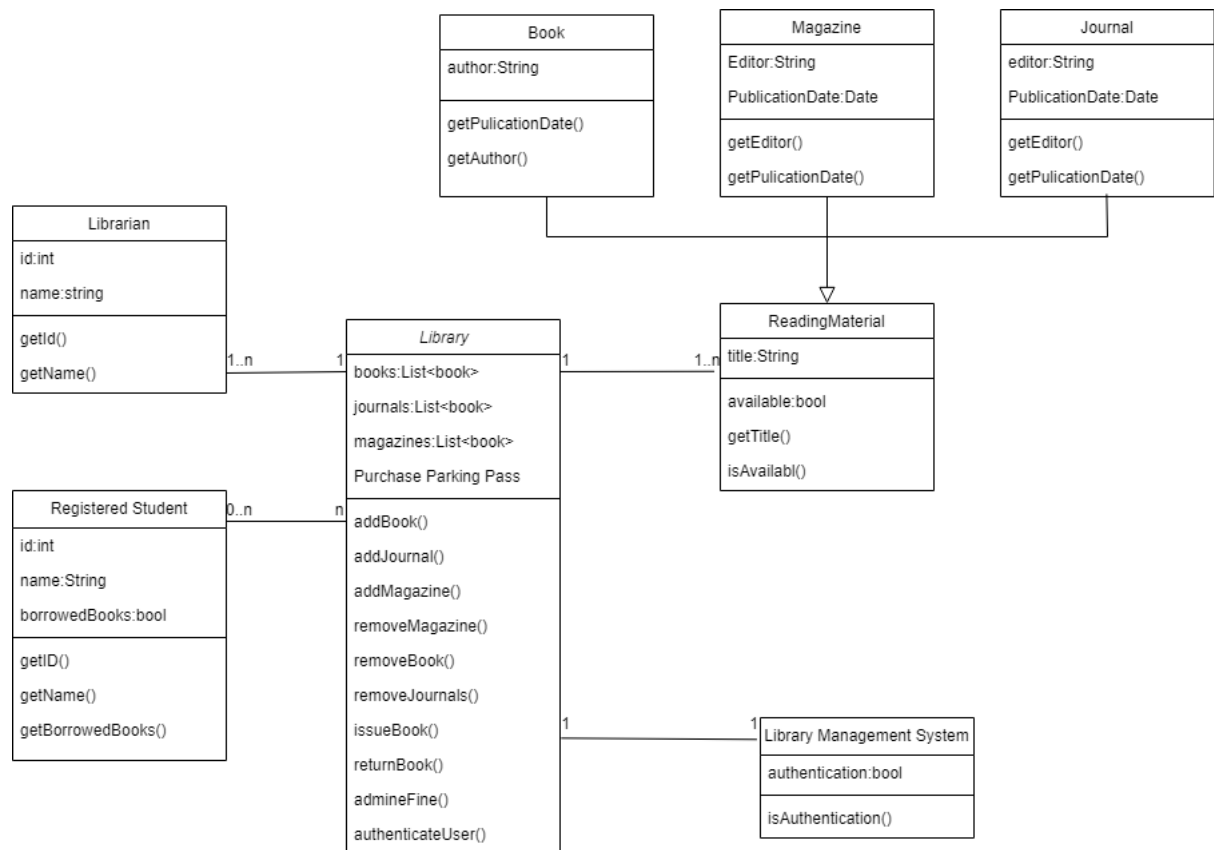 Book
author:String
getPulicationDate()
getAuthor()
Magazine
Editor:String
PublicationDate:Date
getEditor()
getPulicationDate()
Journal
editor:String
PublicationDate:Date
getEditor()
getPulicationDate()
Librarian
id:int
name:string
getId()
getName()
1..n
1
Library
books:List<book>
journals:List<book>
magazines:List<book>
Purchase Parking Pass
addBook()
addJournal()
addMagazine()
removeMagazine()
removeBook()
removeJournals()
issueBook()
returnBook()
admineFine()
authenticateUser()
1
1..n
ReadingMaterial
title:String
available:bool
getTitle()
isAvailabl()
Registered Student
id:int
name:String
borrowedBooks:bool
getID()
getName()
getBorrowedBooks()
0..n
n
1
1
Library Management System
authentication:bool
isAuthentication()